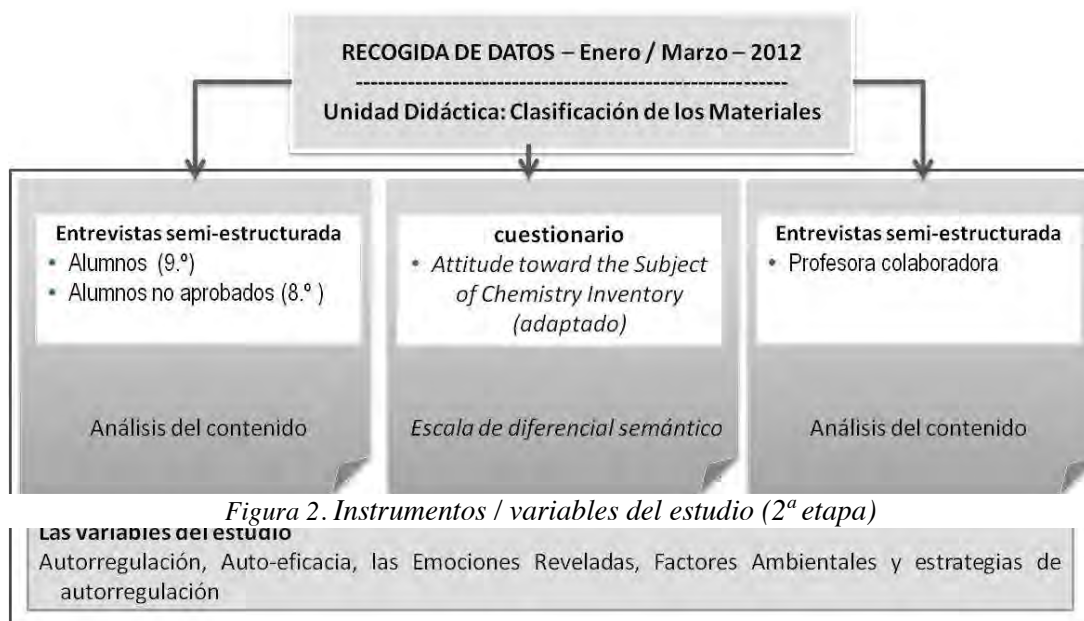 RECOGIDA DE DATOS – Enero / Marzo – 2012
----------------------------------------------------
Unidad Didáctica: Clasificación de los Materiales
Entrevistas semi-estructurada
• Alumnos (9.º)
• Alumnos no aprobados (8.º )
Análisis del contenido
cuestionario
• Attitude toward the Subject
of Chemistry Inventory
(adaptado)
Escala de diferencial semántico
Entrevistas semi-estructurada
• Profesora colaboradora
Análisis del contenido
Figura 2. Instrumentos / variables del estudio (2ª etapa)
Las variables del estudio
Autorregulación, Auto-eficacia, las Emociones Reveladas, Factores Ambientales y estrategias de
autorregulación